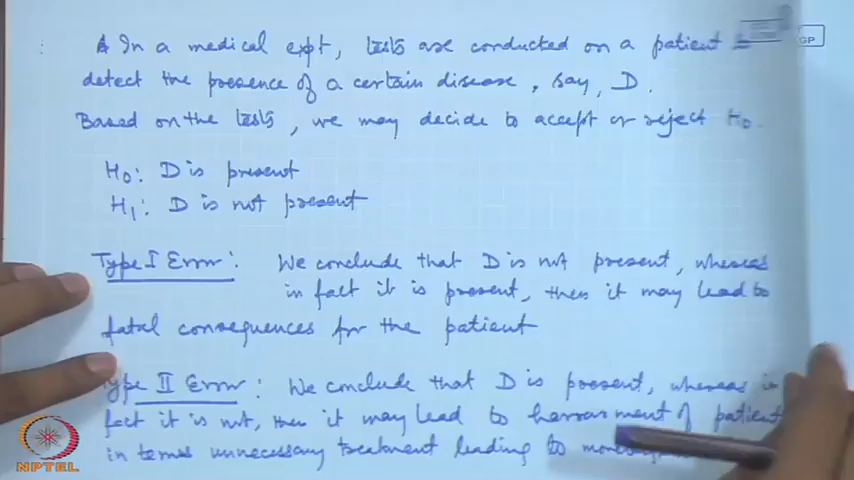 In a medical expt, tests are conducted on a patient to
detect the presence of a certain disease, say, D.
Based on the tests, we may decide to accept or reject H0.
H0: D is present
H1: D is not present
Type I Error: We conclude that D is not present, whereas
in fact it is present, then it may lead to
fatal consequences for the patient
Type II Error: We conclude that D is present, whereas in
fact it is not, then it may lead to harrassment of patient
in terms unnecessary treatment leading to
NPTEL